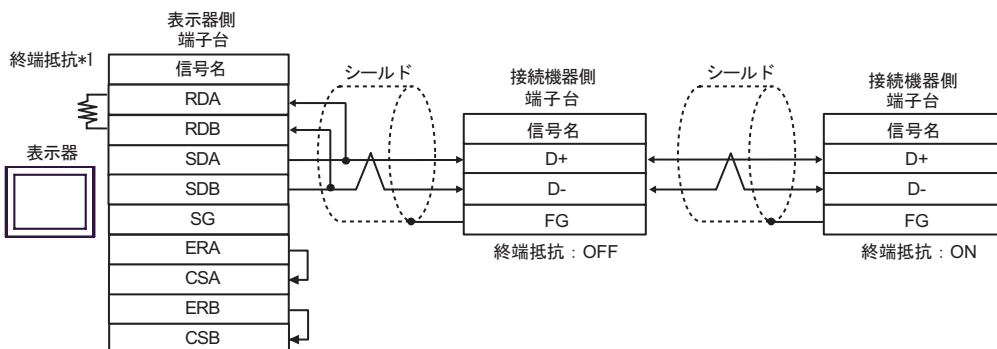 表示器側
端子台
終端抵抗*1
信号名
RDA
RDB
表示器
SDA
SDB
SG
ERA
CSA
ERB
CSB
シールド
接続機器側
端子台
信号名
D+
D-
FG
終端抵抗：OFF
シールド
接続機器側
端子台
信号名
D+
D-
FG
終端抵抗：ON